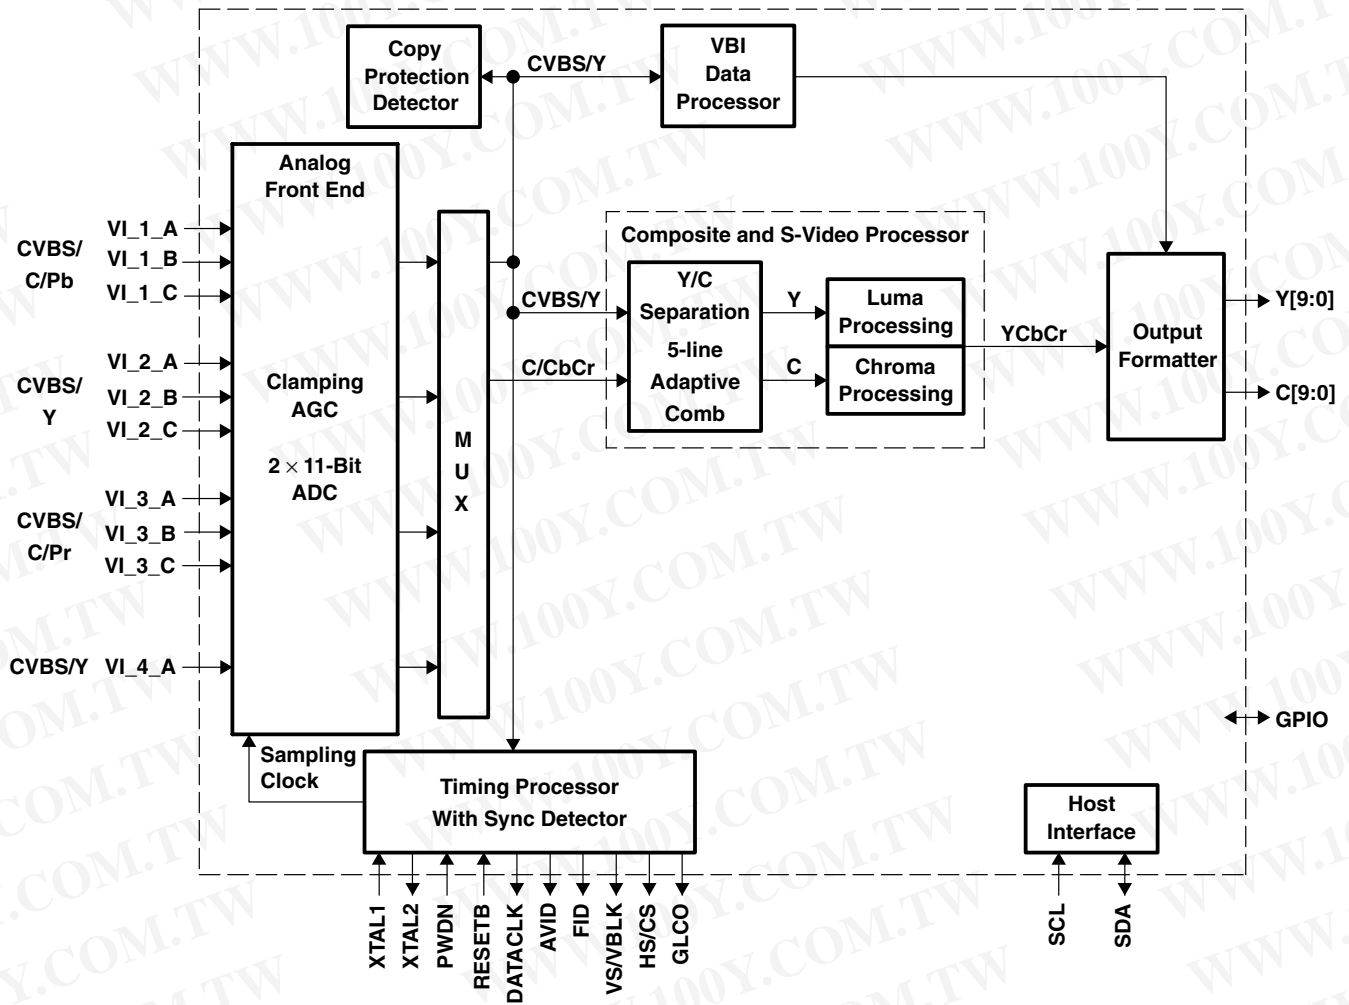 Copy
Protection
Detector
CVBS/Y
VBI
Data
Processor
Analog
Front End
Clamping
AGC
2 × 11-Bit
ADC
CVBS/
C/Pb
VI_1_A
VI_1_B
VI_1_C
CVBS/
Y
VI_2_A
VI_2_B
VI_2_C
CVBS/
C/Pr
VI_3_A
VI_3_B
VI_3_C
CVBS/Y
VI_4_A
M
U
X
CVBS/Y
C/CbCr
Composite and S-Video Processor
Y/C
Separation
5-line
Adaptive
Comb
Y
C
Luma
Processing
Chroma
Processing
YCbCr
Output
Formatter
Y[9:0]
C[9:0]
GPIO
Sampling
Clock
Timing Processor
With Sync Detector
Host
Interface
XTAL1
XTAL2
PWDN
RESETB
DATACLK
AVID
FID
VS/VBLK
HS/CS
GLCO
SCL
SDA
WWW.100Y.COM.TW